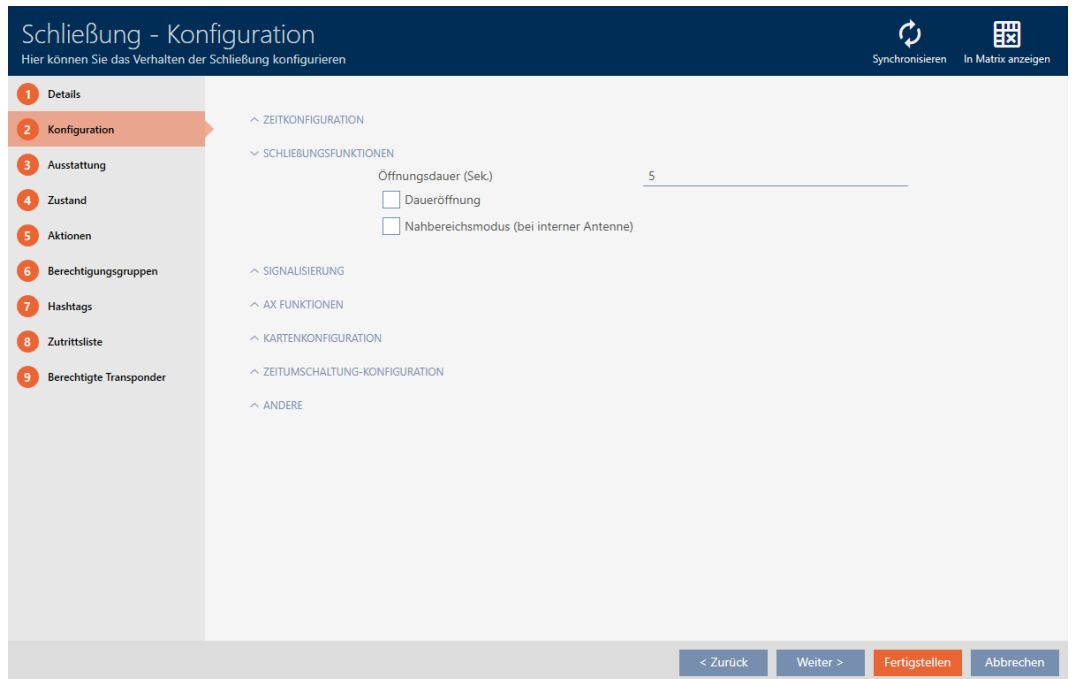 Schließung - Konfiguration
Hier können Sie das Verhalten der Schließung konfigurieren
Synchronisieren
In Matrix anzeigen
1 Details
2 Konfiguration
3 Ausstattung
4 Zustand
5 Aktionen
6 Berechtigungsgruppen
7 Hashtags
8 Zutrittsliste
9 Berechtigte Transponder
ZEITKONFIGURATION
SCHLIEßUNGSFUNKTIONEN
Öffnungsdauer (Sek.) 5
Daueröffnung
Nahbereichsmodus (bei interner Antenne)
SIGNALISIERUNG
AX FUNKTIONEN
KARTENKONFIGURATION
ZEITUMSCHALTUNG-KONFIGURATION
ANDERE
< Zurück
Weiter >
Fertigstellen
Abbrechen